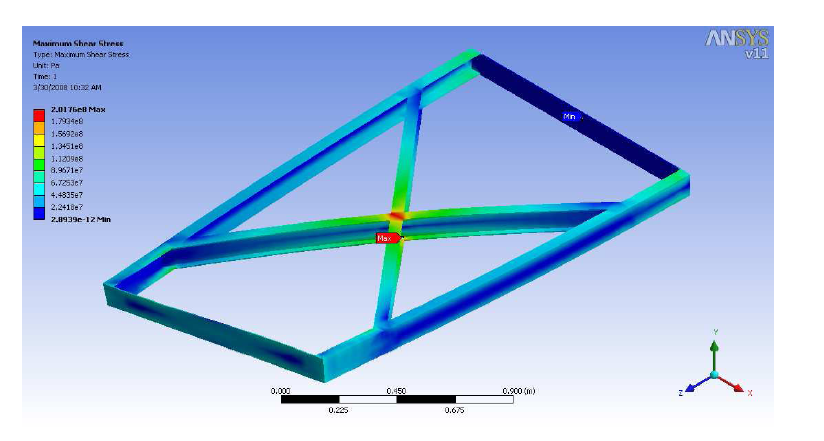 Maximum Shear Stress
Type: Maximum Shear Stress
Unit: Pa
Time: 1
3/30/2008 10:32 AM
2.0176e8 Max
1.7934e8
1.5692e8
1.3451e8
1.1209e8
8.9671e7
6.7253e7
4.4835e7
2.2418e7
2.8939e-12 Min
ANSYS
v11
Min
Max
0.000 0.450 0.900 (m)
0.225 0.675
Y
Z X